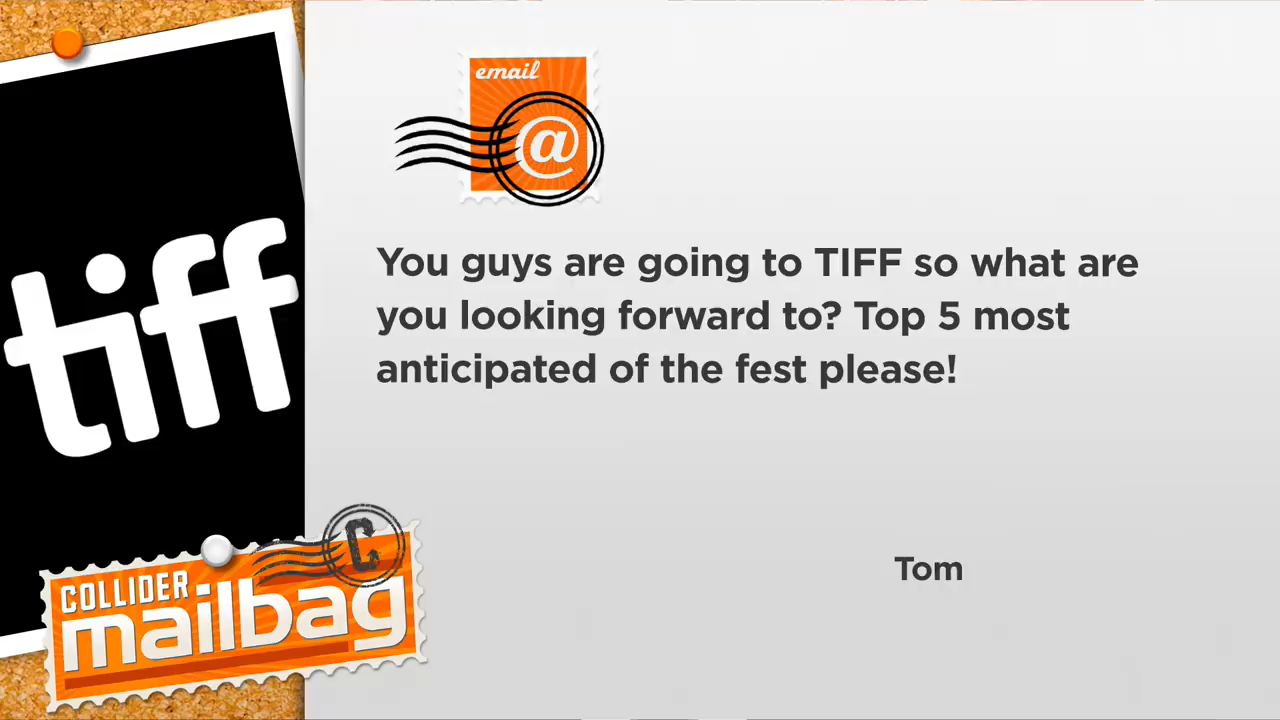 tiff
email
@
You guys are going to TIFF so what are
you looking forward to? Top 5 most
anticipated of the fest please!
Tom
C
COLLIDER
mailbag